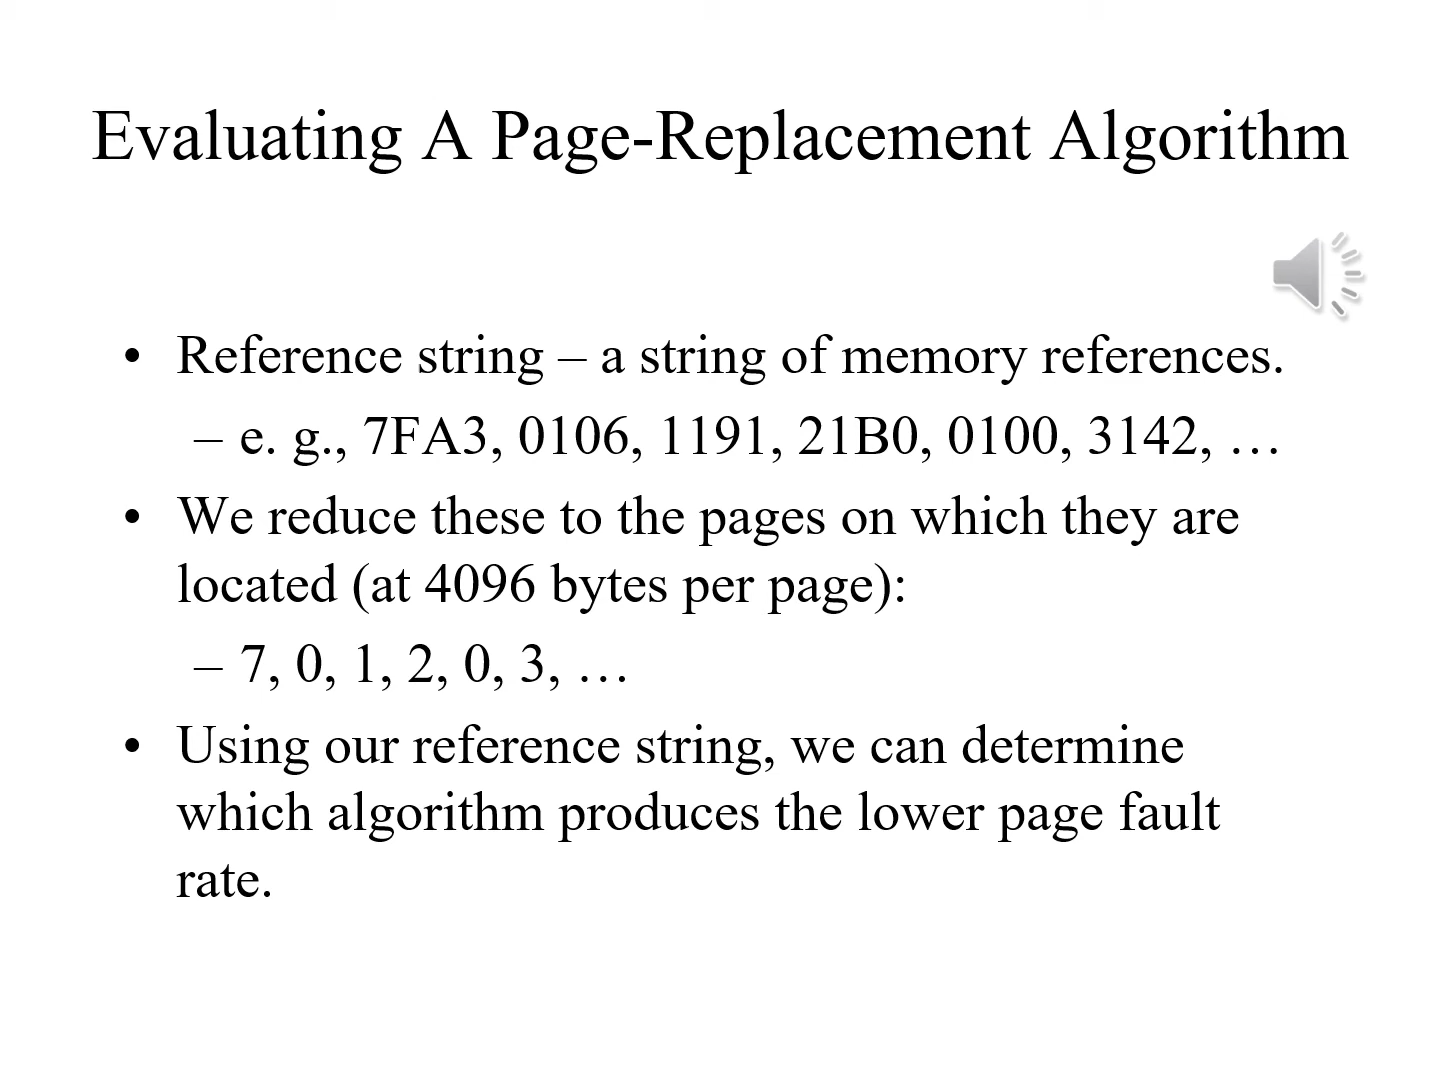 Evaluating A Page-Replacement Algorithm
• Reference string – a string of memory references.
– e. g., 7FA3, 0106, 1191, 21B0, 0100, 3142, …
• We reduce these to the pages on which they are
located (at 4096 bytes per page):
– 7, 0, 1, 2, 0, 3, …
• Using our reference string, we can determine
which algorithm produces the lower page fault
rate.